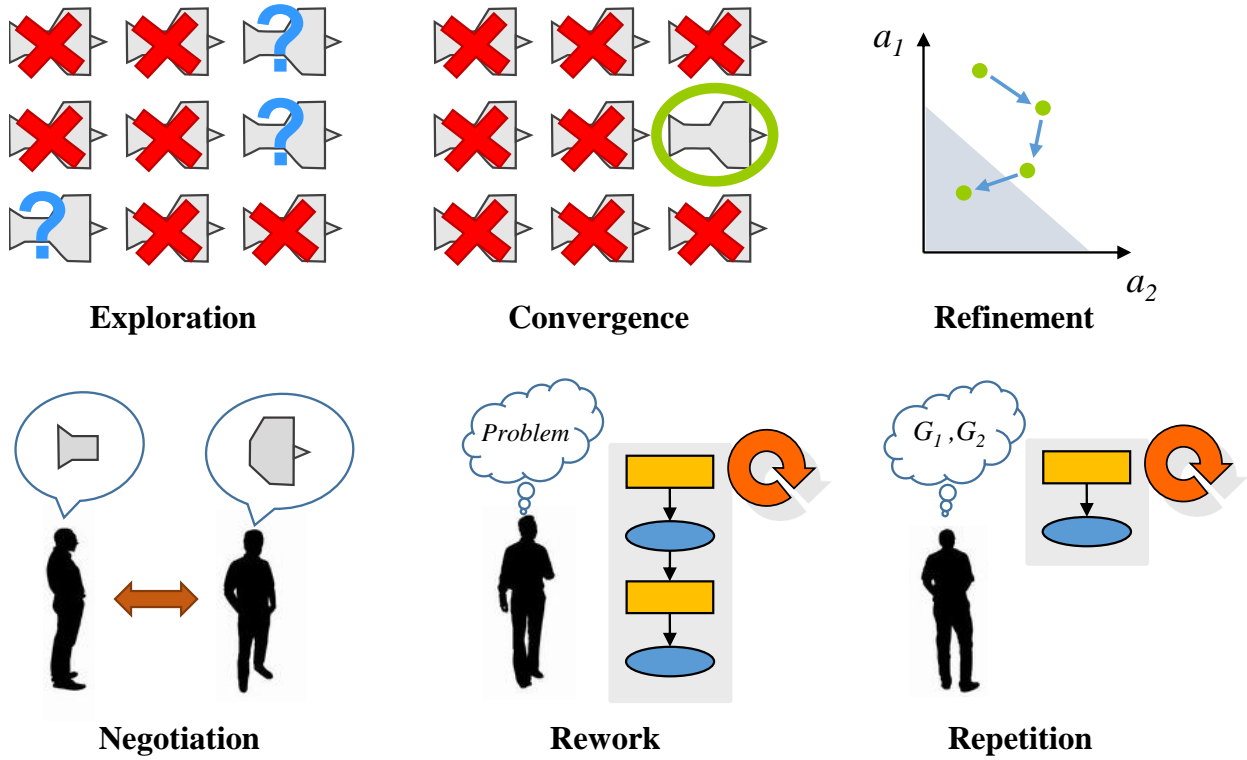 ? 
?
?
a1
a2
Exploration
Convergence
Refinement
Problem
G1 ,G2
Negotiation
Rework
Repetition